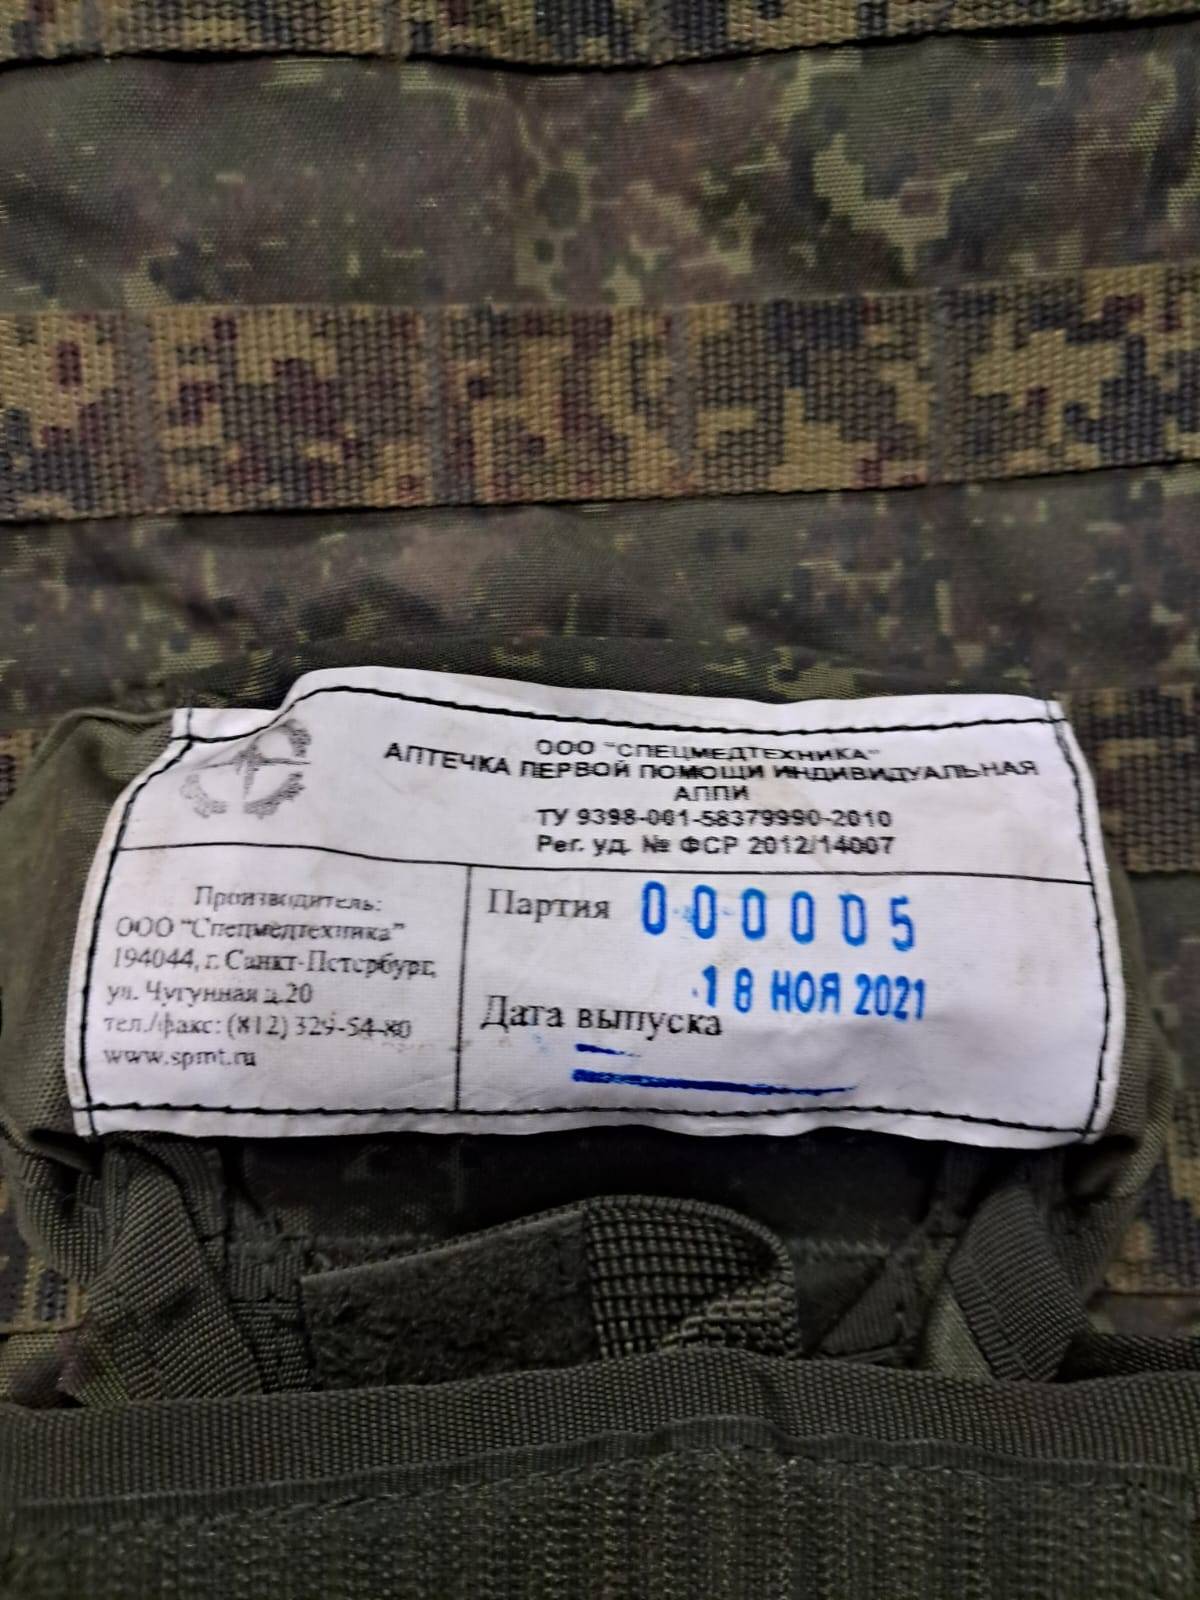 ООО "СПЕЦМЕДТЕХНИКА"
АПТЕЧКА ПЕРВОЙ ПОМОЩИ ИНДИВИДУАЛЬНАЯ
АППИ
ТУ 9398-001-58379990-2010
Рег. уд. № ФСР 2012/14007
Производитель:
ООО "Спецмедтехника"
194044, г. Санкт-Петербург,
ул. Чугунная д.20
тел./факс: (812) 329-54-80
www.spmt.ru
Партия 000005
18 НОЯ 2021
Дата выпуска